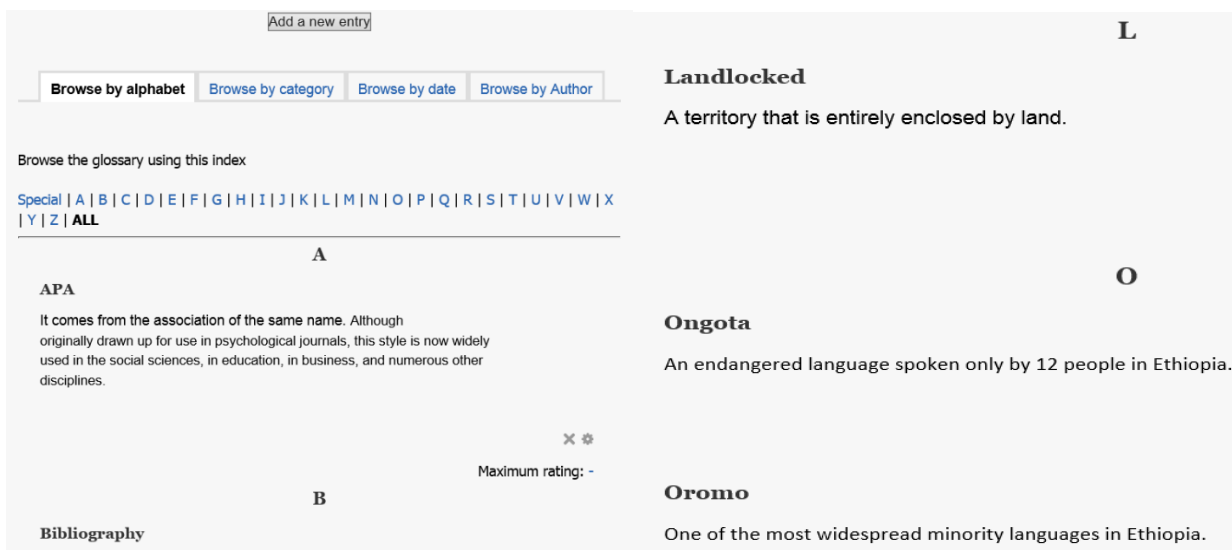 Add a new entry
Browse by alphabet Browse by category Browse by date Browse by Author
Browse the glossary using this index
Special | A | B | C | D | E | F | G | H | I | J | K | L | M | N | O | P | Q | R | S | T | U | V | W | X
| Y | Z | ALL
A
APA
It comes from the association of the same name. Although
originally drawn up for use in psychological journals, this style is now widely
used in the social sciences, in education, in business, and numerous other
disciplines.
Maximum rating: -
B
Bibliography
L
Landlocked
A territory that is entirely enclosed by land.
O
Ongota
An endangered language spoken only by 12 people in Ethiopia.
Oromo
One of the most widespread minority languages in Ethiopia.